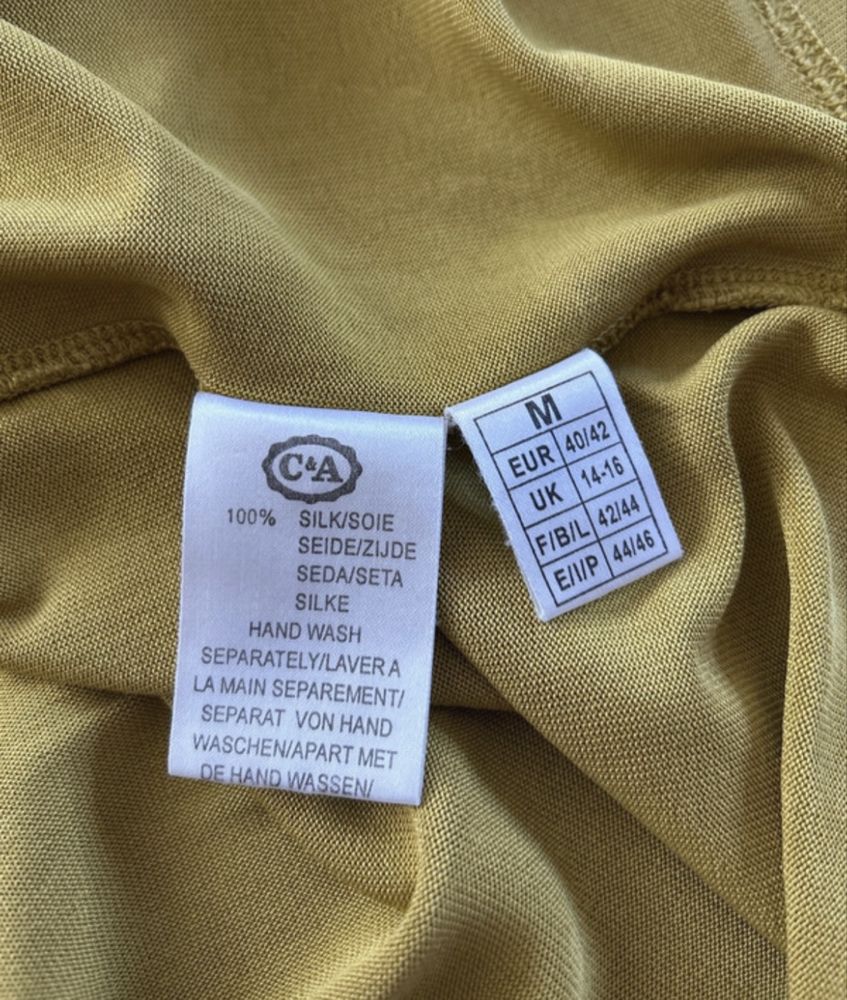 C&A
100% SILK/SOIE
SEIDE/ZIJDE
SEDA/SETA
SILKE
HAND WASH
SEPARATELY/LAVER A
LA MAIN SEPAREMENT/
SEPARAT VON HAND
WASCHEN/APART MET
DE HAND WASSEN/
M
EUR 40/42
UK 14-16
F/B/L 42/44
E/I/P 44/46